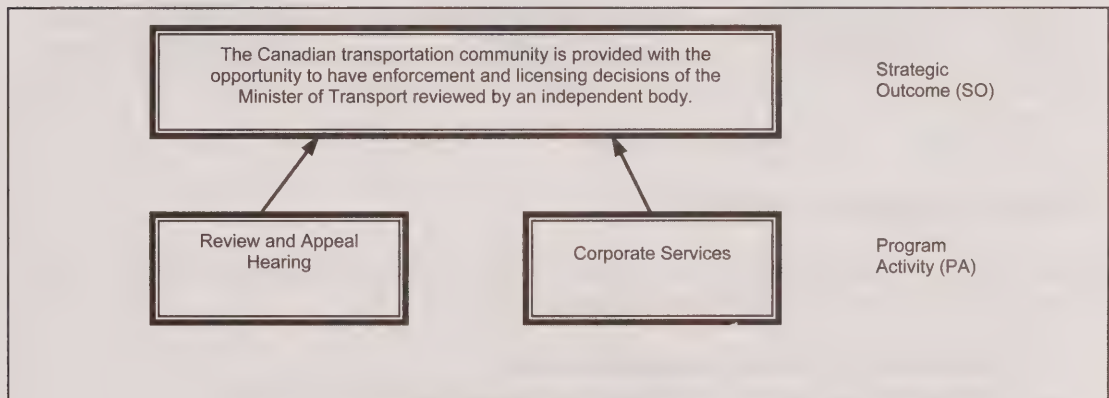 The Canadian transportation community is provided with the
opportunity to have enforcement and licensing decisions of the
Minister of Transport reviewed by an independent body.
Strategic
Outcome (SO)
Review and Appeal
Hearing
Corporate Services
Program
Activity (PA)